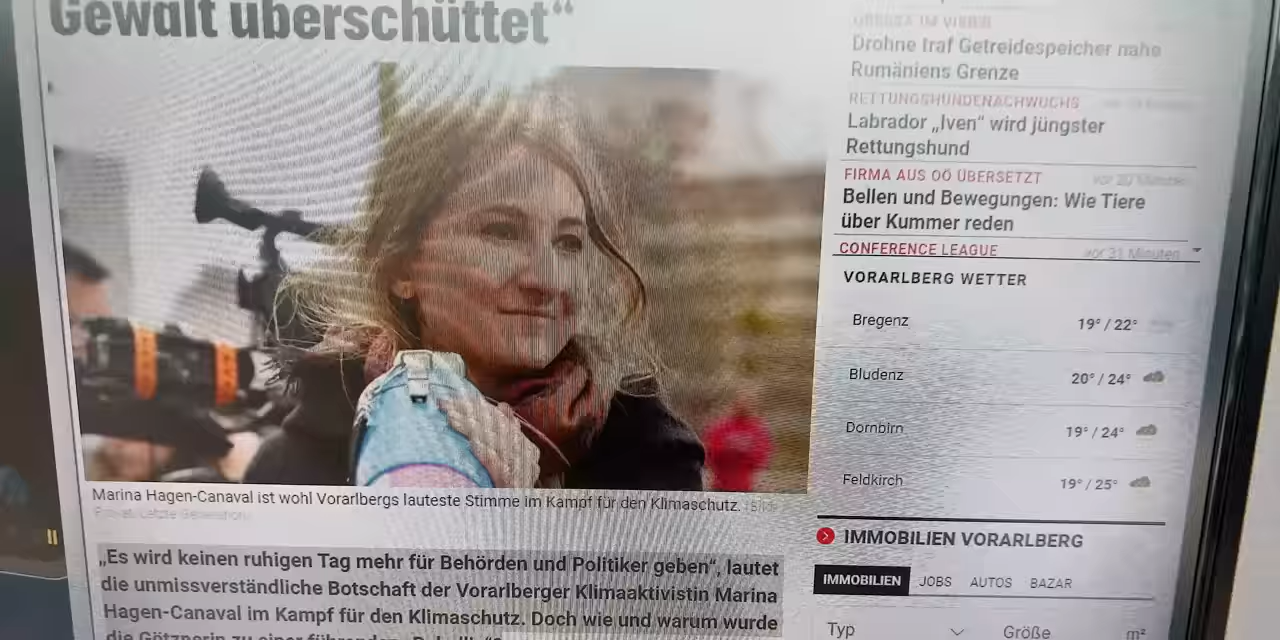 Gewalt überschüttet“
Marina Hagen-Canaval ist wohl Vorarlbergs lauteste Stimme im Kampf für den Klimaschutz.
„Es wird keinen ruhigen Tag mehr für Behörden und Politiker geben“, lautet
die unmissverständliche Botschaft der Vorarlberger Klimaaktivistin Marina
Hagen-Canaval im Kampf für den Klimaschutz. Doch wie und warum wurde
die Götznerin zu einer
Drohne traf Getreidespeicher nahe
Rumäniens Grenze
RETTUNGSHUNDENACHWUCHS
Labrador „Iven“ wird jüngster
Rettungshund
FIRMA AUS OÖ ÜBERSETZT
Bellen und Bewegungen: Wie Tiere
über Kummer reden
CONFERENCE LEAGUE vor 31 Minuten
VORARLBERG WETTER
Bregenz 19° / 22°
Bludenz 20° / 24°
Dornbirn 19° / 24°
Feldkirch 19° / 25°
IMMOBILIEN VORARLBERG
IMMOBILIEN JOBS AUTOS BAZAR
Typ Größe m²